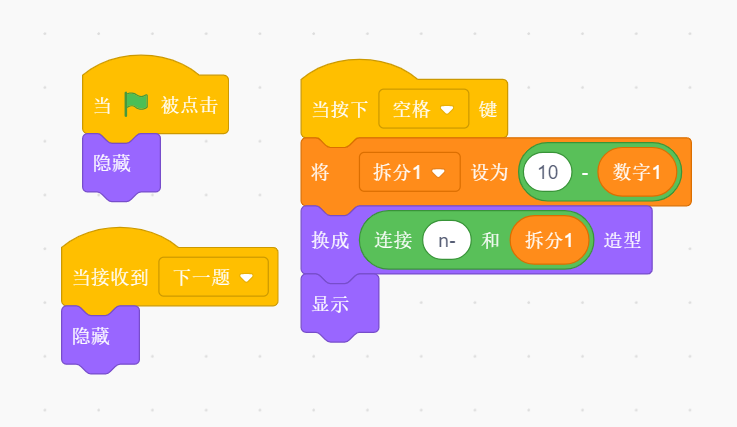 当 被点击
隐藏
当接收到 下一题
隐藏
当按下 空格 键
将 拆分1 设为 10 - 数字1
换成 连接 n- 和 拆分1 造型
显示